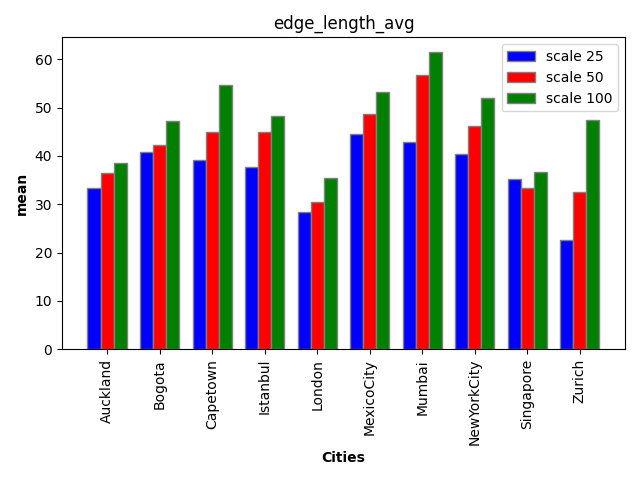 edge_length_avg
scale 25
scale 50
scale 100
mean
60
50
40
30
20
10
0
Auckland
Bogota
Capetown
Istanbul
London
MexicoCity
Mumbai
NewYorkCity
Singapore
Zurich
Cities